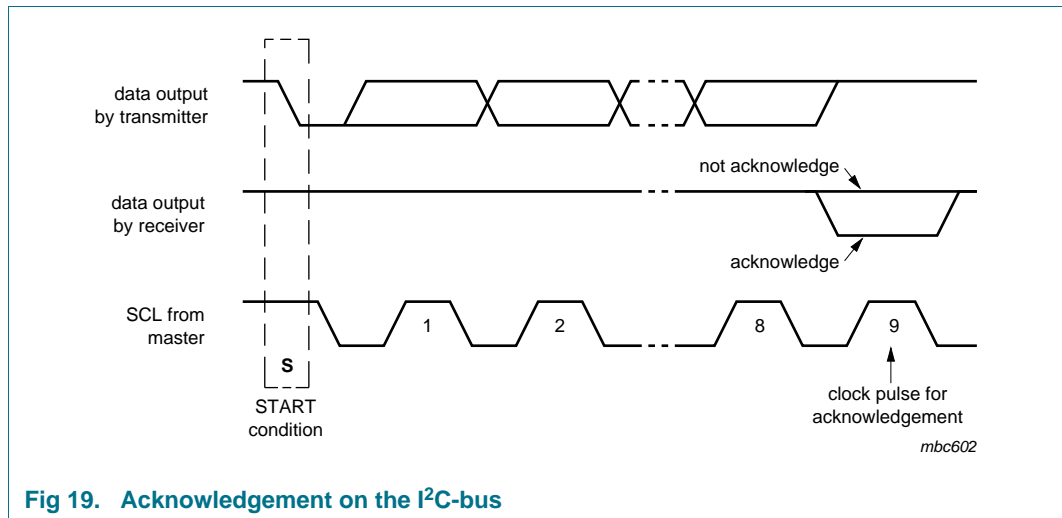 data output
by transmitter
not acknowledge
data output
by receiver
acknowledge
SCL from
master
1
2
8
9
S
START
condition
clock pulse for
acknowledgement
mbc602
Fig 19. Acknowledgement on the I²C-bus